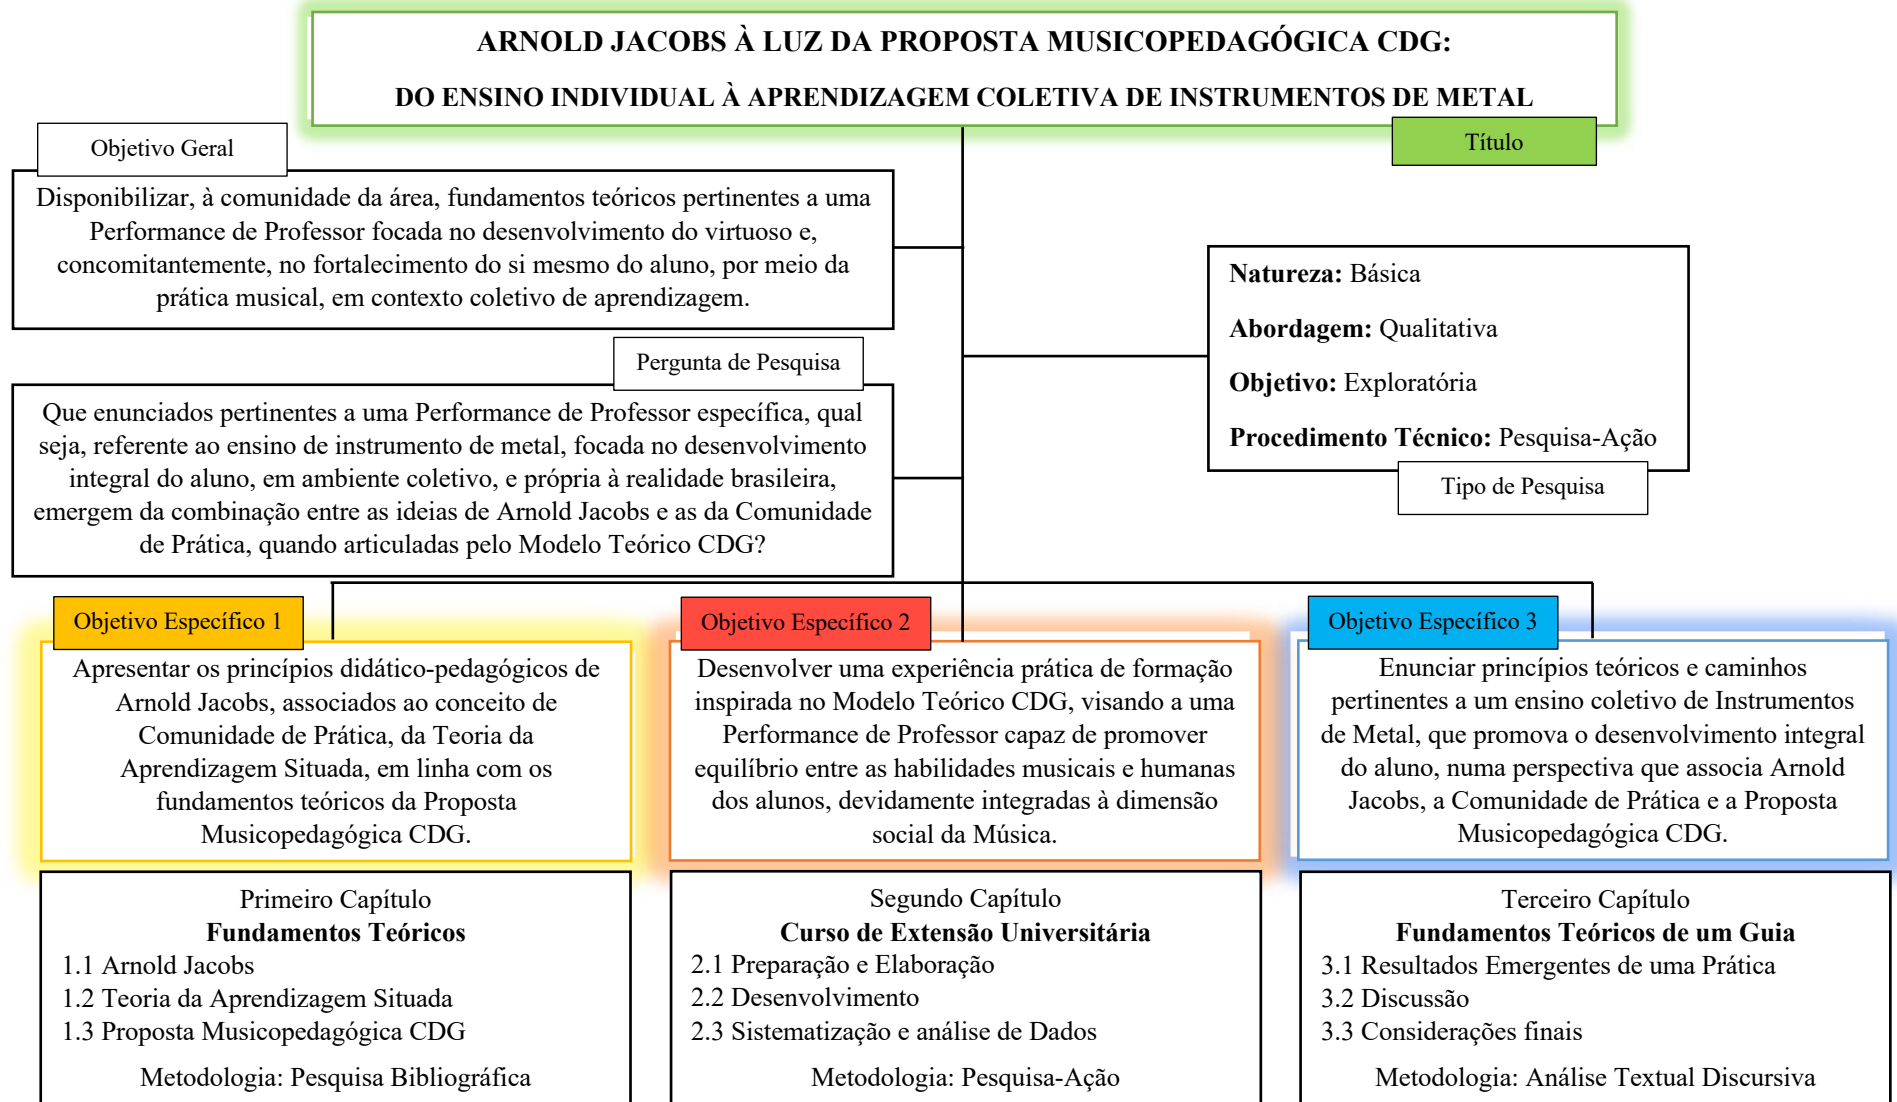 ARNOLD JACOBS À LUZ DA PROPOSTA MUSICOPEDAGÓGICA CDG:
DO ENSINO INDIVIDUAL À APRENDIZAGEM COLETIVA DE INSTRUMENTOS DE METAL
Título
Objetivo Geral
Disponibilizar, à comunidade da área, fundamentos teóricos pertinentes a uma
Performance de Professor focada no desenvolvimento do virtuoso e,
concomitantemente, no fortalecimento do si mesmo do aluno, por meio da
prática musical, em contexto coletivo de aprendizagem.
Natureza: Básica
Abordagem: Qualitativa
Objetivo: Exploratória
Procedimento Técnico: Pesquisa-Ação
Tipo de Pesquisa
Pergunta de Pesquisa
Que enunciados pertinentes a uma Performance de Professor específica, qual
seja, referente ao ensino de instrumento de metal, focada no desenvolvimento
integral do aluno, em ambiente coletivo, e própria à realidade brasileira,
emergem da combinação entre as ideias de Arnold Jacobs e as da Comunidade
de Prática, quando articuladas pelo Modelo Teórico CDG?
Objetivo Específico 1
Apresentar os princípios didático-pedagógicos de
Arnold Jacobs, associados ao conceito de
Comunidade de Prática, da Teoria da
Aprendizagem Situada, em linha com os
fundamentos teóricos da Proposta
Musicopedagógica CDG.
Primeiro Capítulo
Fundamentos Teóricos
1.1 Arnold Jacobs
1.2 Teoria da Aprendizagem Situada
1.3 Proposta Musicopedagógica CDG
Metodologia: Pesquisa Bibliográfica
Objetivo Específico 2
Desenvolver uma experiência prática de formação
inspirada no Modelo Teórico CDG, visando a uma
Performance de Professor capaz de promover
equilíbrio entre as habilidades musicais e humanas
dos alunos, devidamente integradas à dimensão
social da Música.
Segundo Capítulo
Curso de Extensão Universitária
2.1 Preparação e Elaboração
2.2 Desenvolvimento
2.3 Sistematização e análise de Dados
Metodologia: Pesquisa-Ação
Objetivo Específico 3
Enunciar princípios teóricos e caminhos
pertinentes a um ensino coletivo de Instrumentos
de Metal, que promova o desenvolvimento integral
do aluno, numa perspectiva que associa Arnold
Jacobs, a Comunidade de Prática e a Proposta
Musicopedagógica CDG.
Terceiro Capítulo
Fundamentos Teóricos de um Guia
3.1 Resultados Emergentes de uma Prática
3.2 Discussão
3.3 Considerações finais
Metodologia: Análise Textual Discursiva